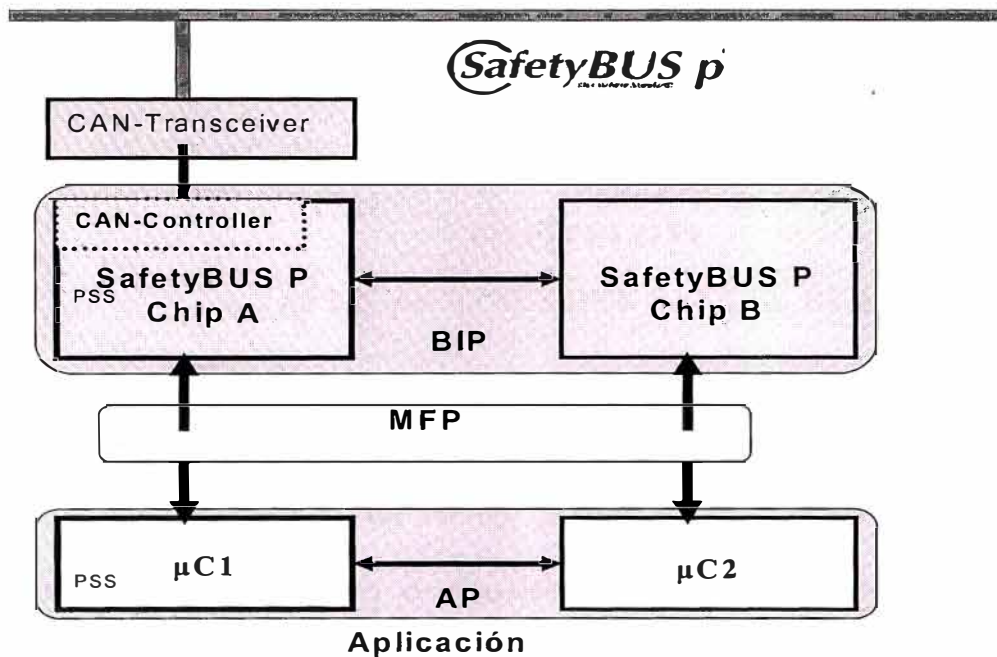 SafetyBUS p
CAN-Transceiver
CAN-Controller
PSS
SafetyBUS P
Chip A
SafetyBUS P
Chip B
BIP
MFP
PSS
µC1
µC2
AP
Aplicación